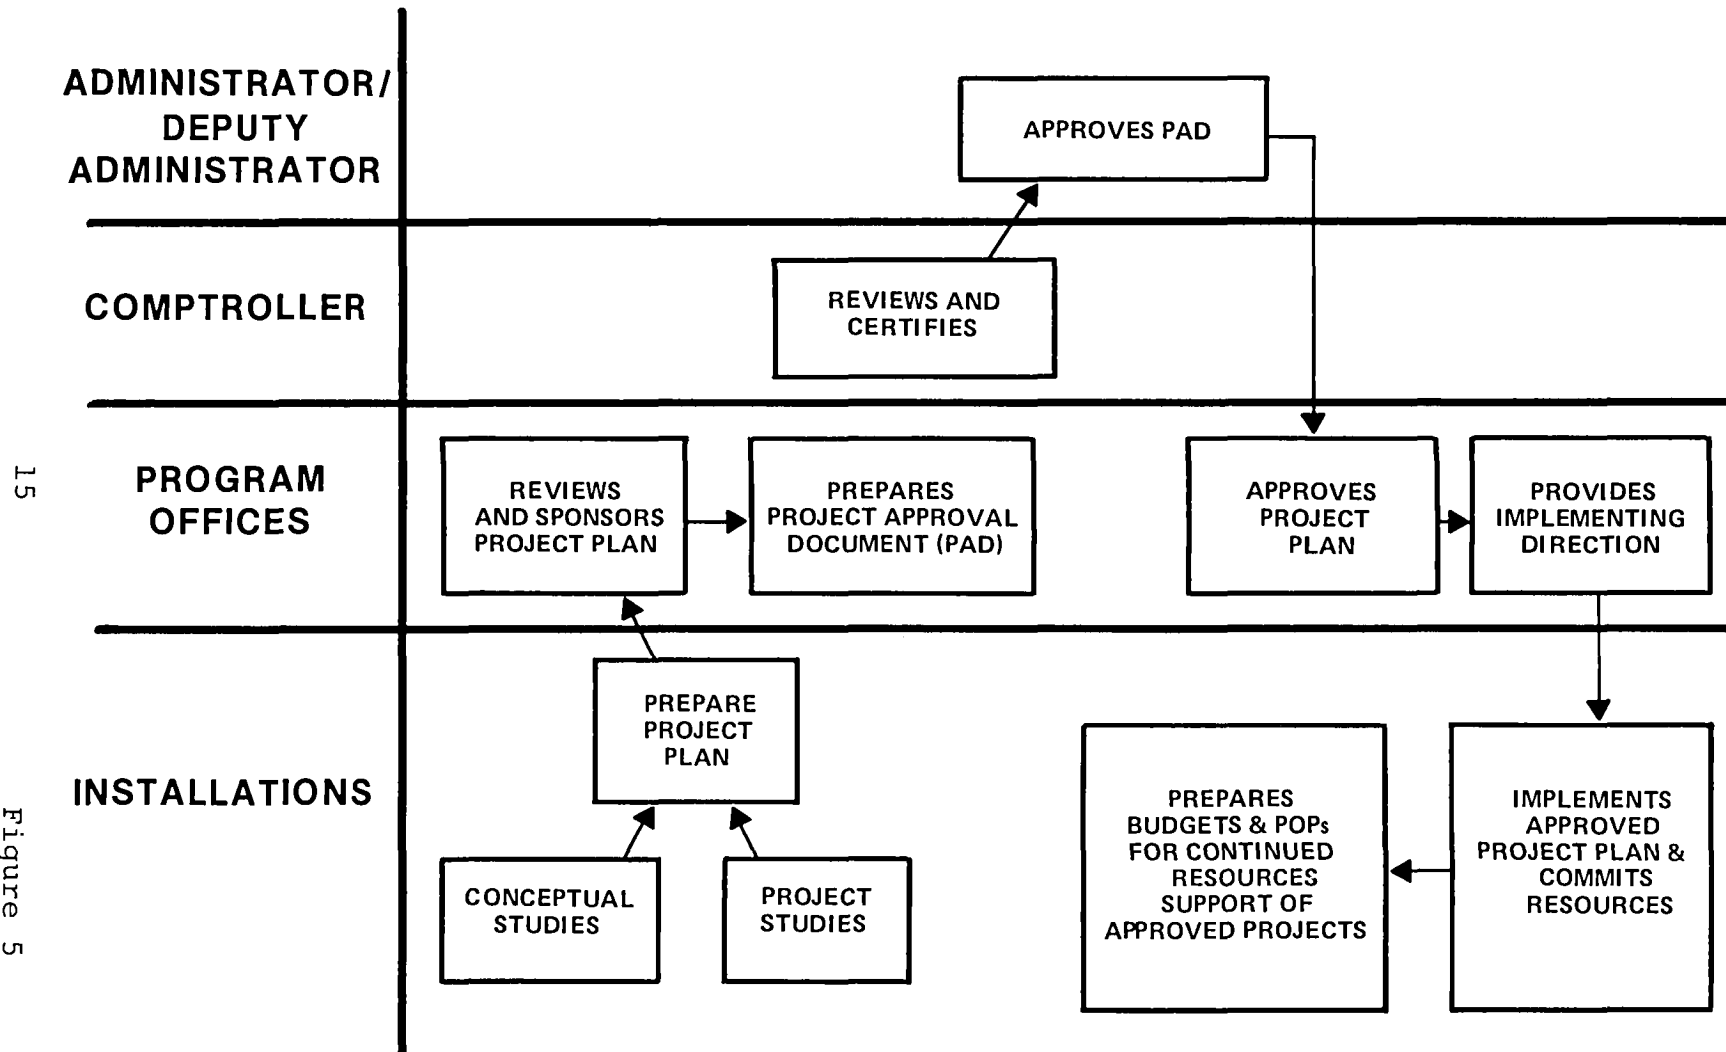 ADMINISTRATOR/
DEPUTY
ADMINISTRATOR
APPROVES PAD
COMPTROLLER
REVIEWS AND
CERTIFIES
PROGRAM
OFFICES
REVIEWS
AND SPONSORS
PROJECT PLAN
PREPARES
PROJECT APPROVAL
DOCUMENT (PAD)
APPROVES
PROJECT
PLAN
PROVIDES
IMPLEMENTING
DIRECTION
INSTALLATIONS
PREPARE
PROJECT
PLAN
CONCEPTUAL
STUDIES
PROJECT
STUDIES
PREPARES
BUDGETS & POPs
FOR CONTINUED
RESOURCES
SUPPORT OF
APPROVED PROJECTS
IMPLEMENTS
APPROVED
PROJECT PLAN &
COMMITS
RESOURCES
15
Figure 5